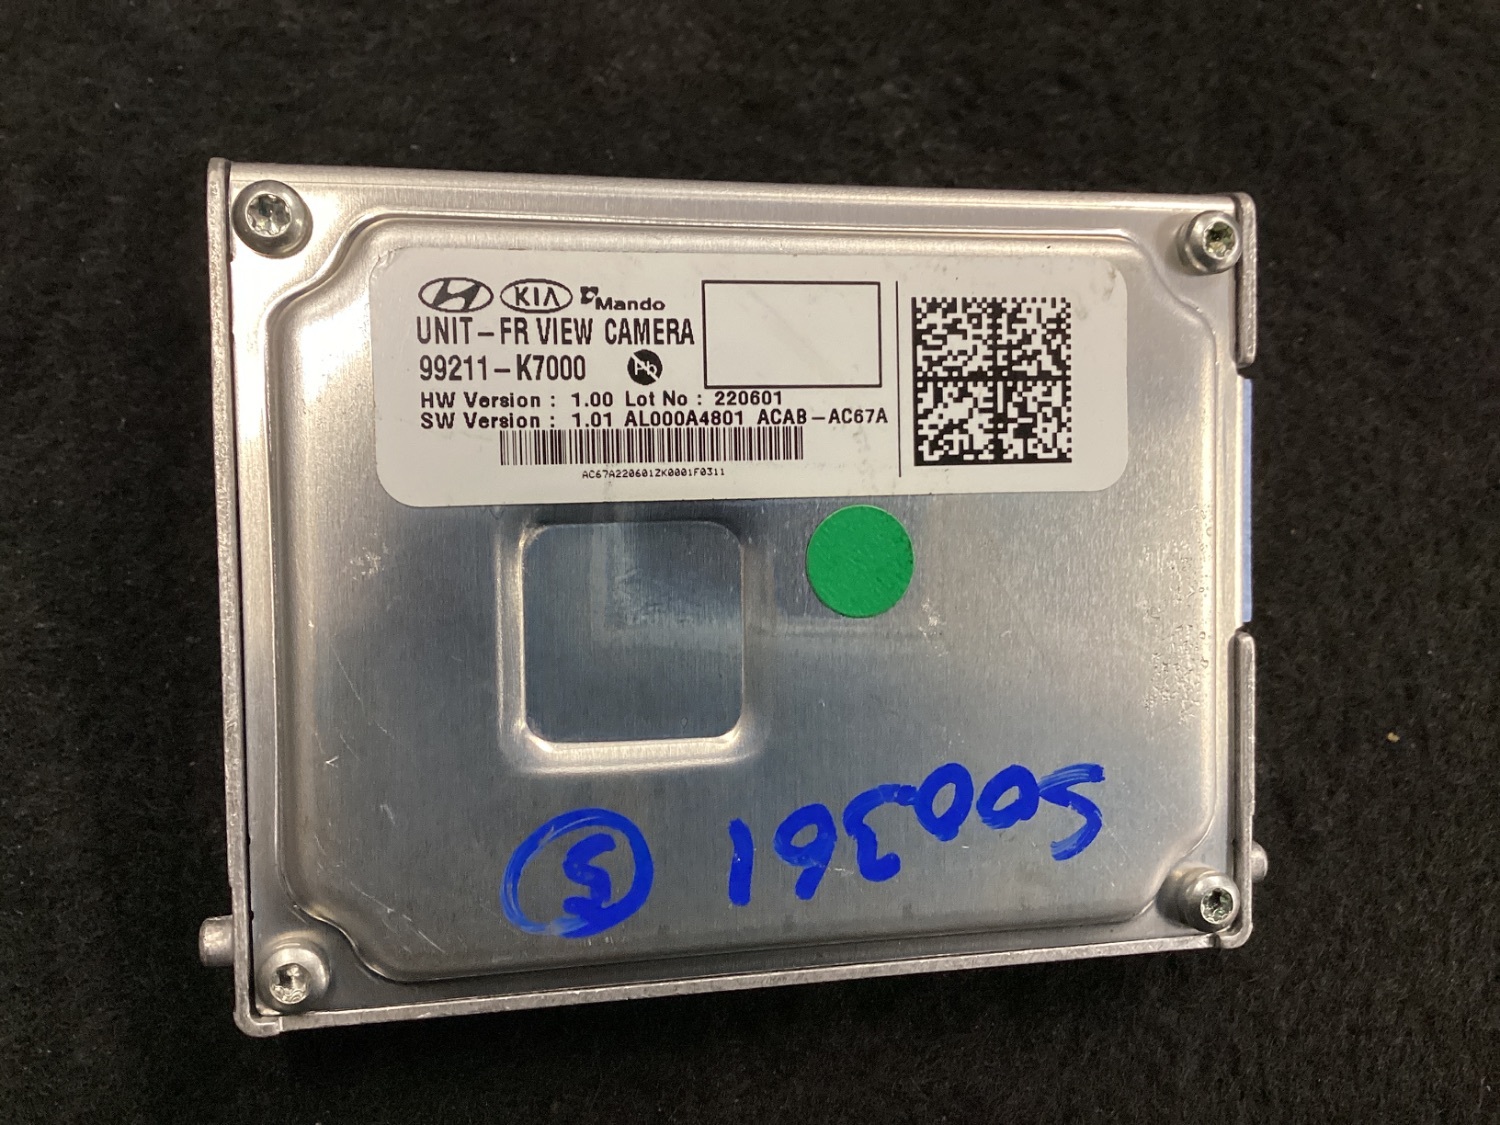 KIA Mando
UNIT-FR VIEW CAMERA
99211-K7000 Pb
HW Version : 1.00 Lot No : 220601
SW Version : 1.01 AL000A4801 ACAB-AC67A
AC67A220601ZK0001F0311
500361 5